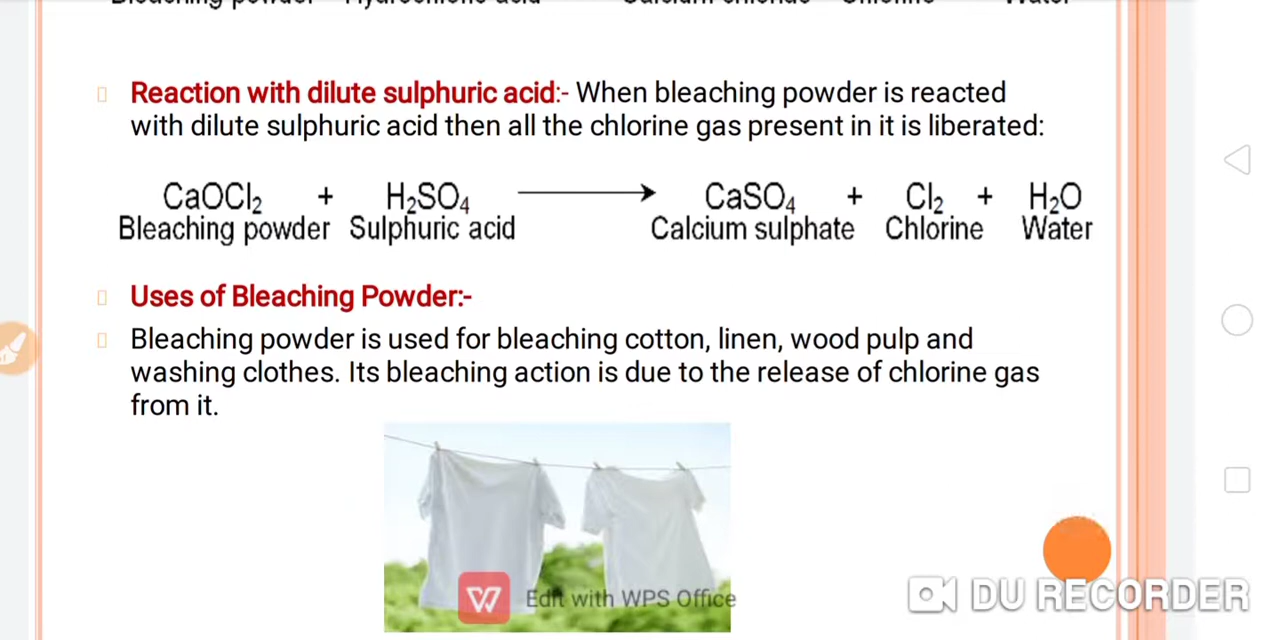 Reaction with dilute sulphuric acid:- When bleaching powder is reacted
with dilute sulphuric acid then all the chlorine gas present in it is liberated:
CaOCl₂ + H₂SO₄ ⟶ CaSO₄ + Cl₂ + H₂O
Bleaching powder Sulphuric acid Calcium sulphate Chlorine Water
Uses of Bleaching Powder:-
Bleaching powder is used for bleaching cotton, linen, wood pulp and
washing clothes. Its bleaching action is due to the release of chlorine gas
from it.
Edit with WPS Office
DU RECORDER